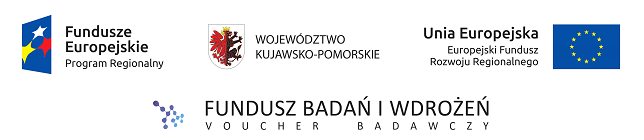 Fundusze
Europejskie
Program Regionalny
WOJEWÓDZTWO
KUJAWSKO-POMORSKIE
Unia Europejska
Europejski Fundusz
Rozwoju Regionalnego
FUNDUSZ BADAŃ I WDROŻEŃ
VOUCHER BADAWCZY